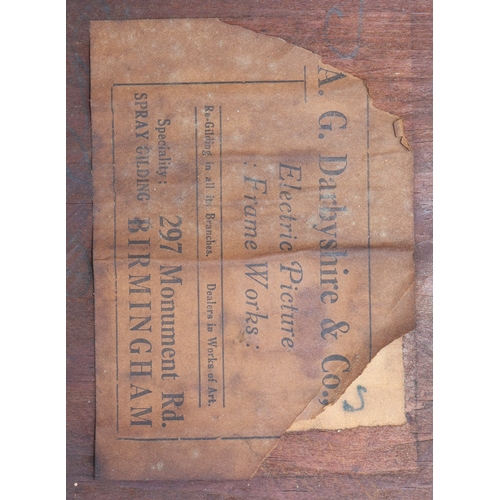 A. G. Darbyshire & Co.,
Electric Picture
: Frame Works :
Re-Gilding in all its Branches. Dealers in Works of Art.
Speciality :
SPRAY GILDING
297 Monument Rd.
BIRMINGHAM